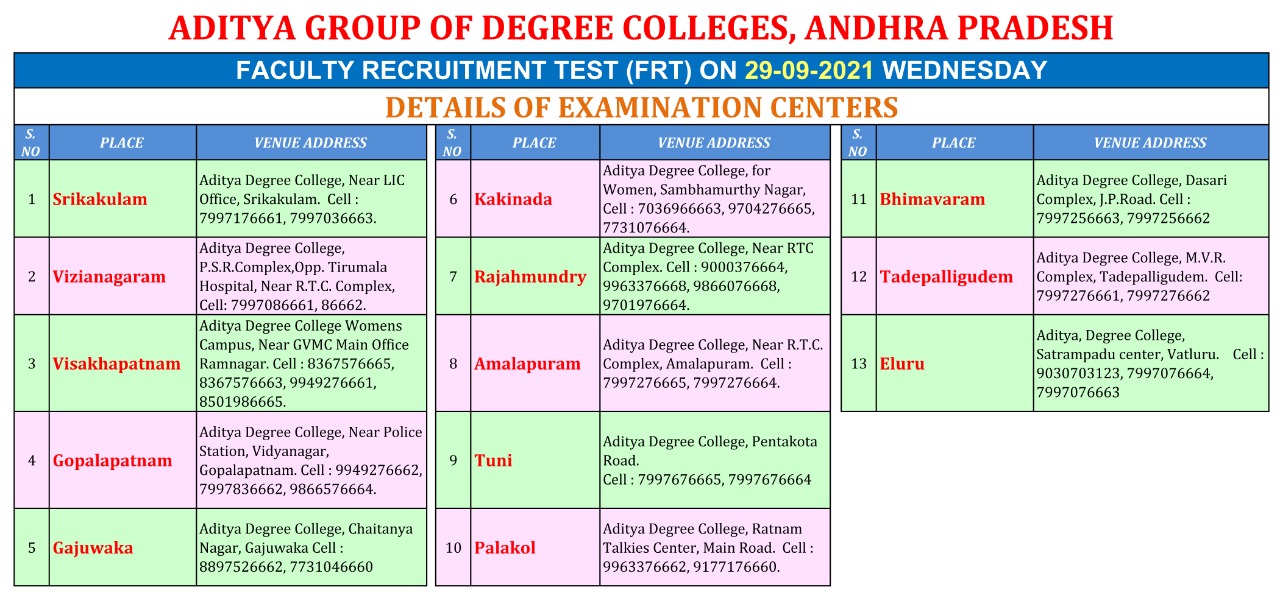 ADITYA GROUP OF DEGREE COLLEGES, ANDHRA PRADESH
FACULTY RECRUITMENT TEST (FRT) ON 29-09-2021 WEDNESDAY
DETAILS OF EXAMINATION CENTERS
S.
NO
PLACE
VENUE ADDRESS
1
Srikakulam
Aditya Degree College, Near LIC
Office, Srikakulam. Cell :
7997176661, 7997036663.
2
Vizianagaram
Aditya Degree College,
P.S.R.Complex,Opp. Tirumala
Hospital, Near R.T.C. Complex,
Cell: 7997086661, 86662.
3
Visakhapatnam
Aditya Degree College Womens
Campus, Near GVMC Main Office
Ramnagar. Cell : 8367576665,
8367576663, 9949276661,
8501986665.
4
Gopalapatnam
Aditya Degree College, Near Police
Station, Vidyanagar,
Gopalapatnam. Cell : 9949276662,
7997836662, 9866576664.
5
Gajuwaka
Aditya Degree College, Chaitanya
Nagar, Gajuwaka Cell :
8897526662, 7731046660
S.
NO
PLACE
VENUE ADDRESS
6
Kakinada
Aditya Degree College, for
Women, Sambhamurthy Nagar,
Cell : 7036966663, 9704276665,
7731076664.
7
Rajahmundry
Aditya Degree College, Near RTC
Complex. Cell : 9000376664,
9963376668, 9866076668,
9701976664.
8
Amalapuram
Aditya Degree College, Near R.T.C.
Complex, Amalapuram. Cell :
7997276665, 7997276664.
9
Tuni
Aditya Degree College, Pentakota
Road.
Cell : 7997676665, 7997676664
10
Palakol
Aditya Degree College, Ratnam
Talkies Center, Main Road. Cell :
9963376662, 9177176660.
S.
NO
PLACE
VENUE ADDRESS
11
Bhimavaram
Aditya Degree College, Dasari
Complex, J.P.Road. Cell :
7997256663, 7997256662
12
Tadepalligudem
Aditya Degree College, M.V.R.
Complex, Tadepalligudem. Cell:
7997276661, 7997276662
13
Eluru
Aditya, Degree College,
Satrampadu center, Vatluru. Cell :
9030703123, 7997076664,
7997076663